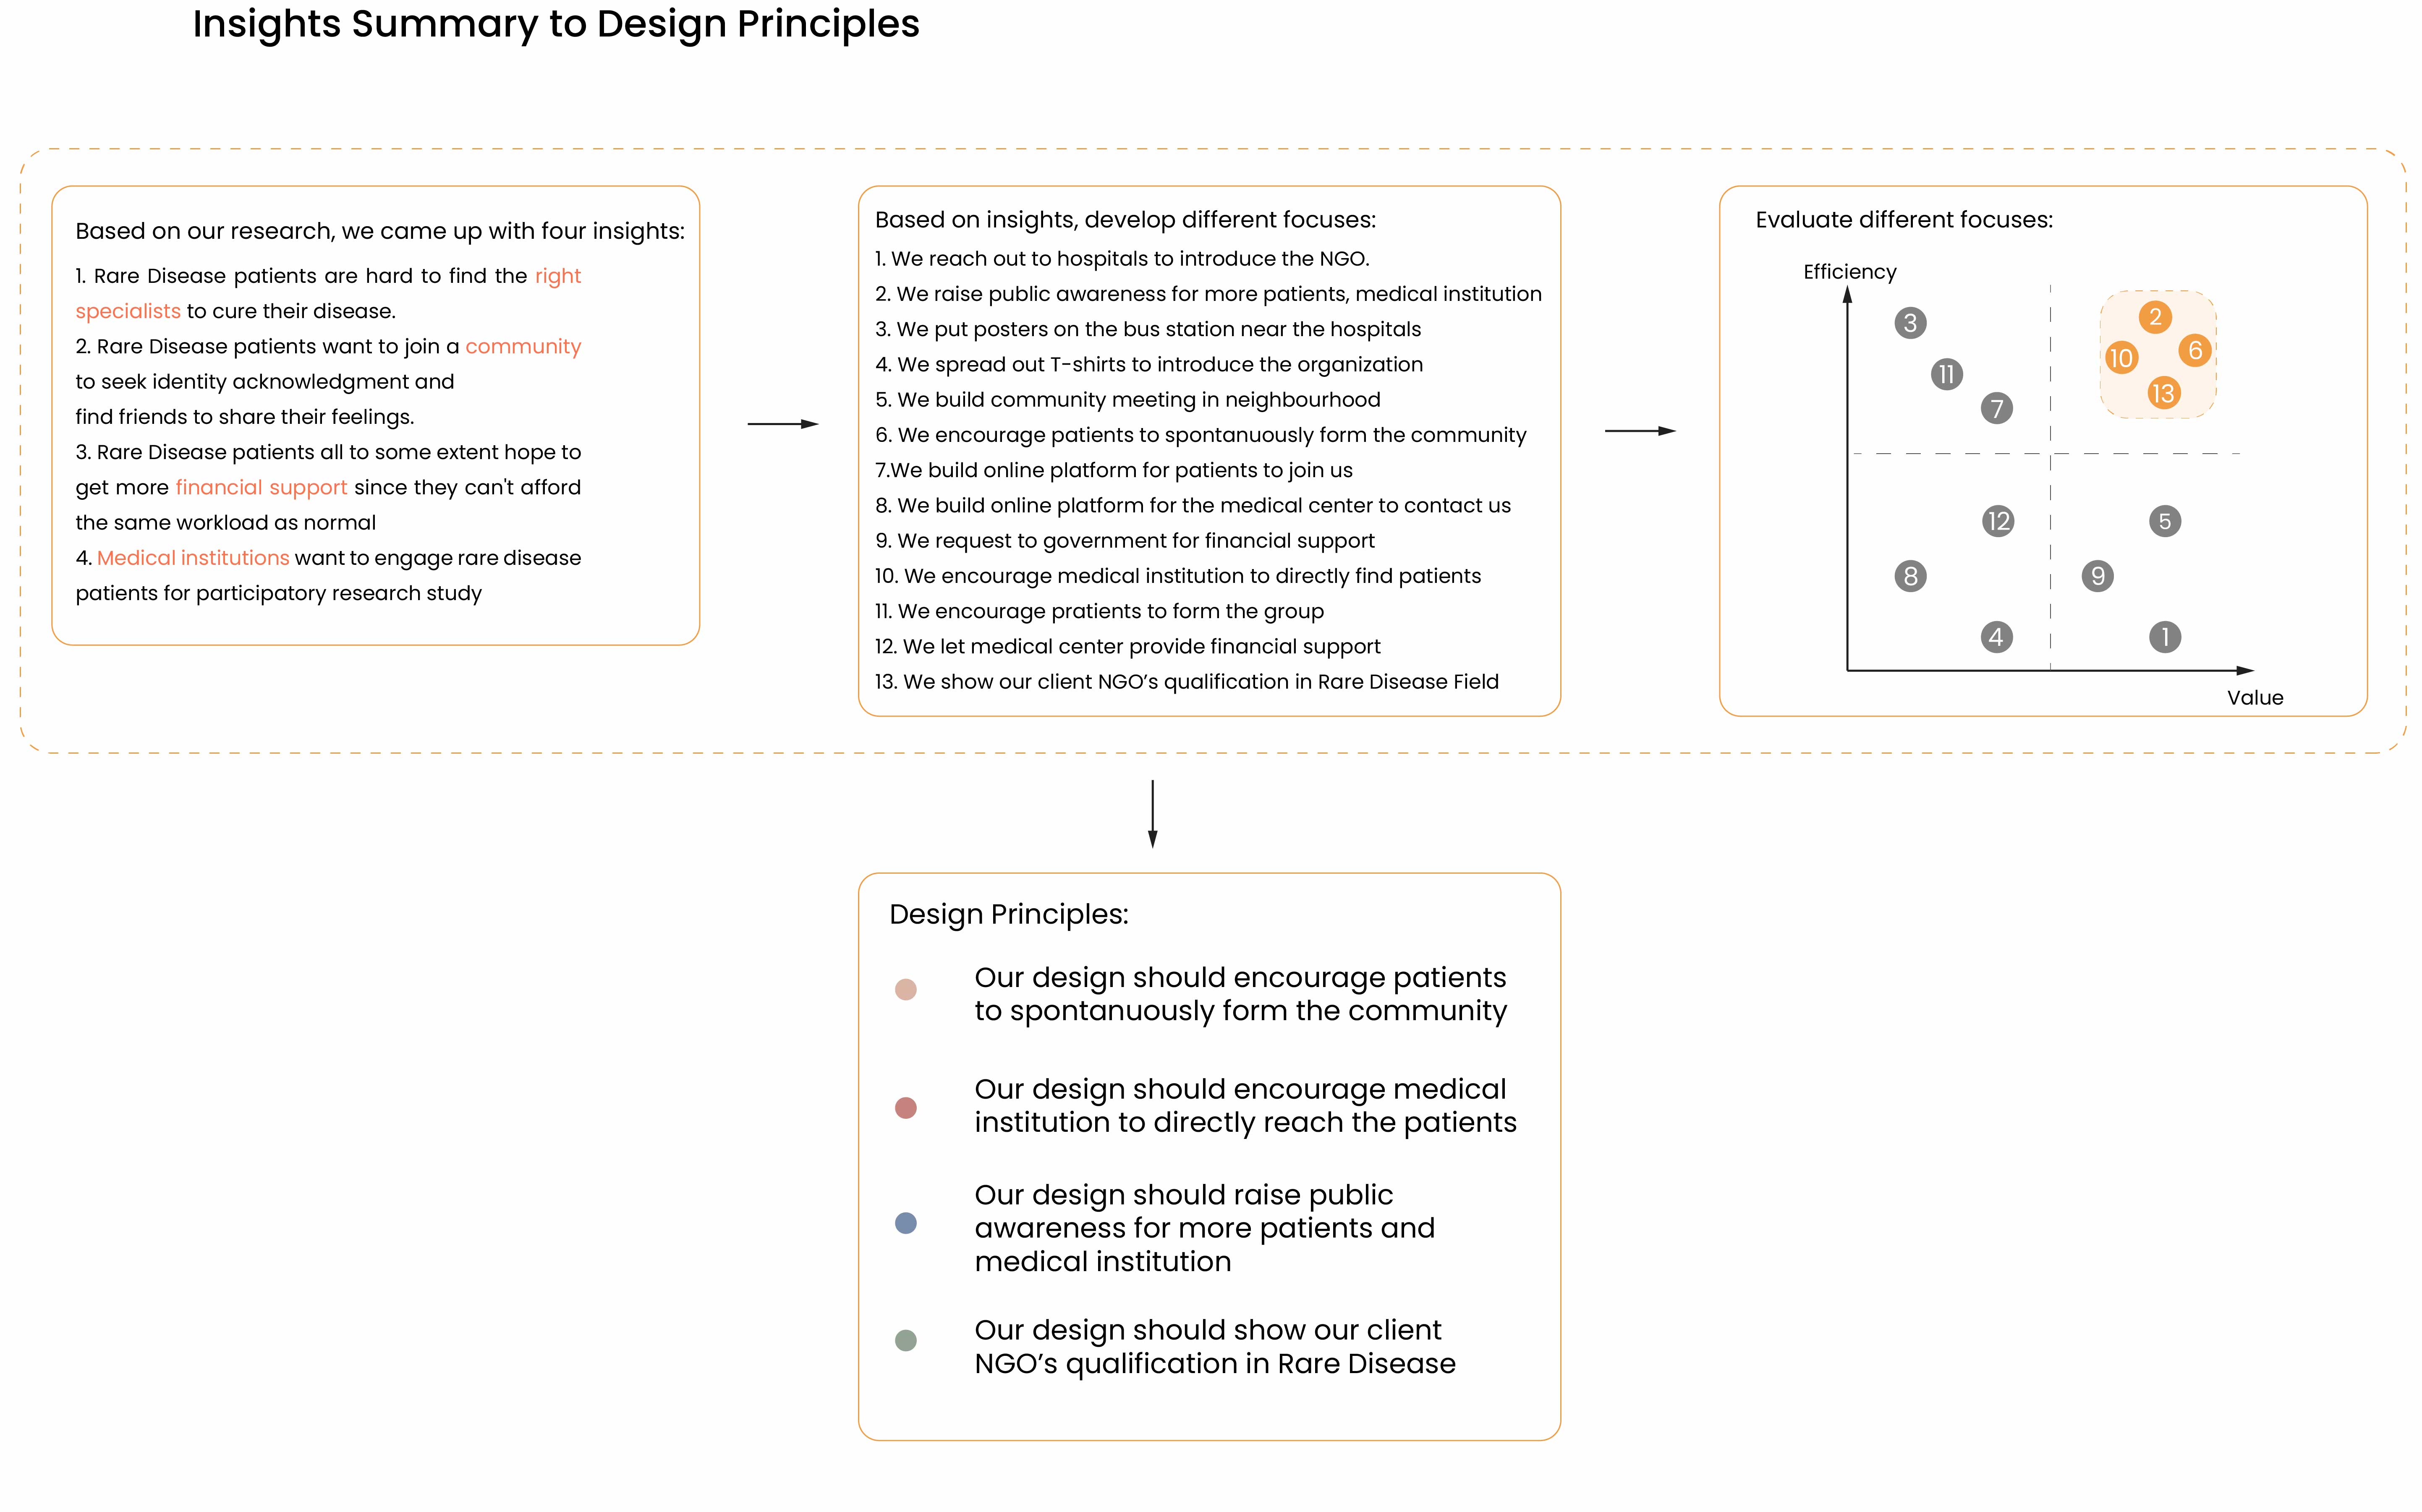 Insights Summary to Design Principles
Based on our research, we came up with four insights:
1. Rare Disease patients are hard to find the right
specialists to cure their disease.
2. Rare Disease patients want to join a community
to seek identity acknowledgment and
find friends to share their feelings.
3. Rare Disease patients all to some extent hope to
get more financial support since they can't afford
the same workload as normal
4. Medical institutions want to engage rare disease
patients for participatory research study
Based on insights, develop different focuses:
1. We reach out to hospitals to introduce the NGO.
2. We raise public awareness for more patients, medical institution
3. We put posters on the bus station near the hospitals
4. We spread out T-shirts to introduce the organization
5. We build community meeting in neighbourhood
6. We encourage patients to spontanuously form the community
7.We build online platform for patients to join us
8. We build online platform for the medical center to contact us
9. We request to government for financial support
10. We encourage medical institution to directly find patients
11. We encourage pratients to form the group
12. We let medical center provide financial support
13. We show our client NGO’s qualification in Rare Disease Field
Evaluate different focuses:
Efficiency
2
3
6
10
11
13
7
12
5
8
9
4
1
Value
Design Principles:
Our design should encourage patients
to spontanuously form the community
Our design should encourage medical
institution to directly reach the patients
Our design should raise public
awareness for more patients and
medical institution
Our design should show our client
NGO’s qualification in Rare Disease